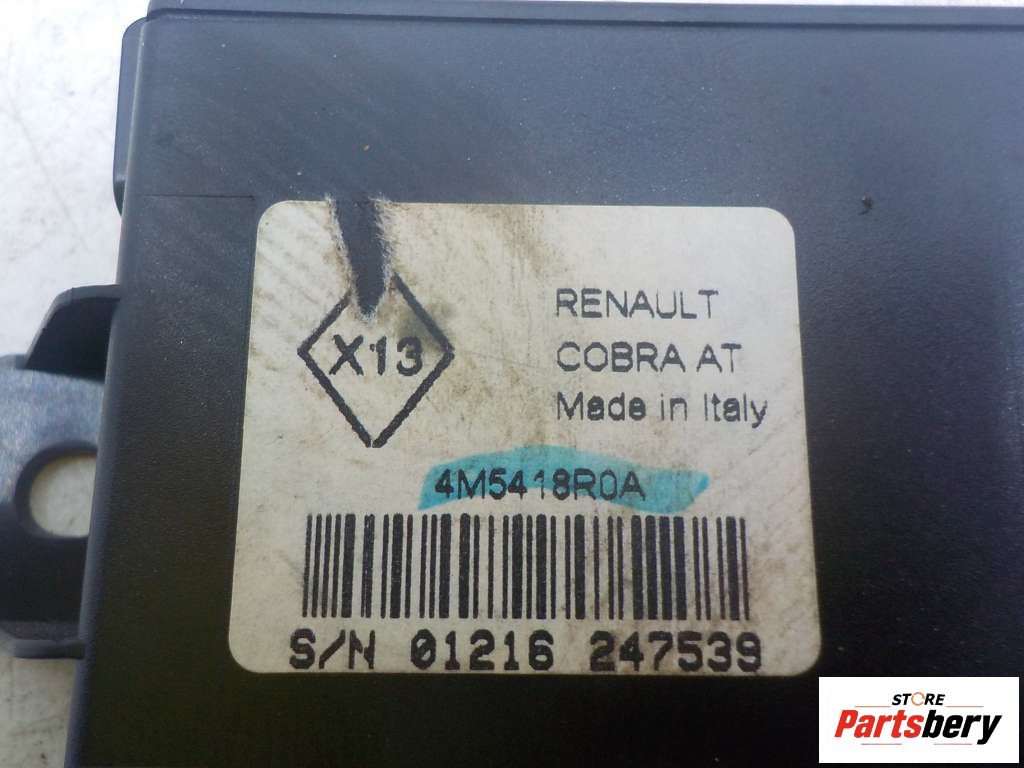 X13
RENAULT
COBRA AT
Made in Italy
4M5418R0A
S/N 01216 247539
STORE
Partsbery